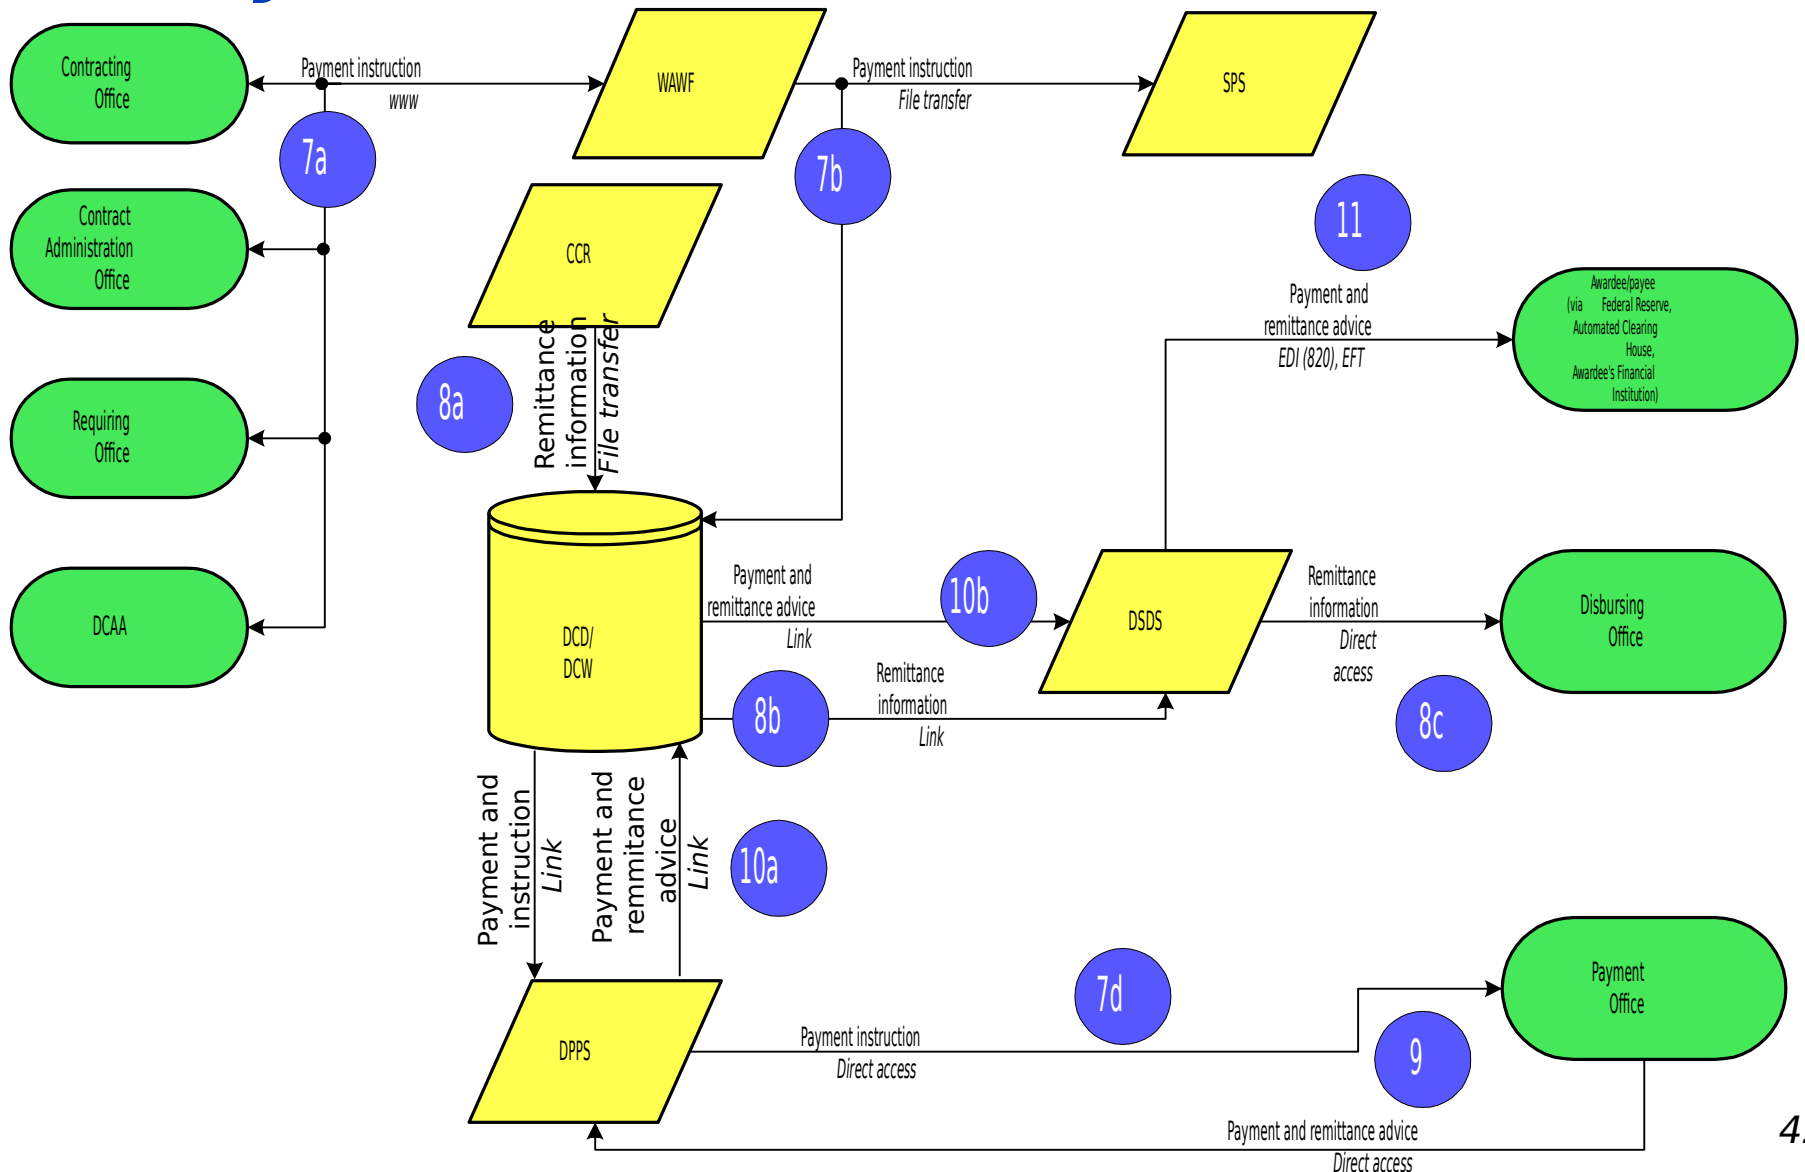 Contracting
Office
Payment instruction
www
WAWF
Payment instruction
File transfer
SPS
7a
7b
Contract
Administration
Office
CCR
11
Remittance
information
File transfer
8a
Payment and
remittance advice
EDI (820), EFT
Awardee/payee
(via Federal Reserve,
Automated Clearing
House,
Awardee's Financial
Institution)
Requiring
Office
DCAA
DCD/
DCW
Payment and
remittance advice
Link
10b
DSDS
Remittance
information
Direct
access
Disbursing
Office
8b
Remittance
information
Link
8c
Payment and
instruction
Link
Payment and
remmitance
advice
Link
10a
DPPS
Payment instruction
Direct access
7d
9
Payment
Office
Payment and remittance advice
Direct access